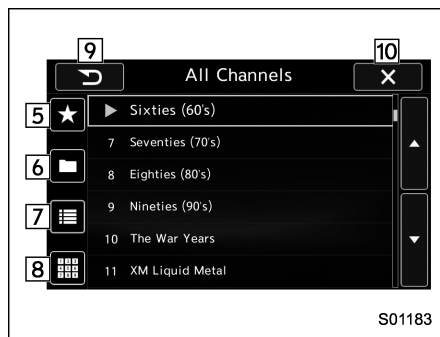 9
10
All Channels
5
Sixties (60's)
7 Seventies (70's)
6
8 Eighties (80's)
7
9 Nineties (90's)
10 The War Years
8
11 XM Liquid Metal
S01183